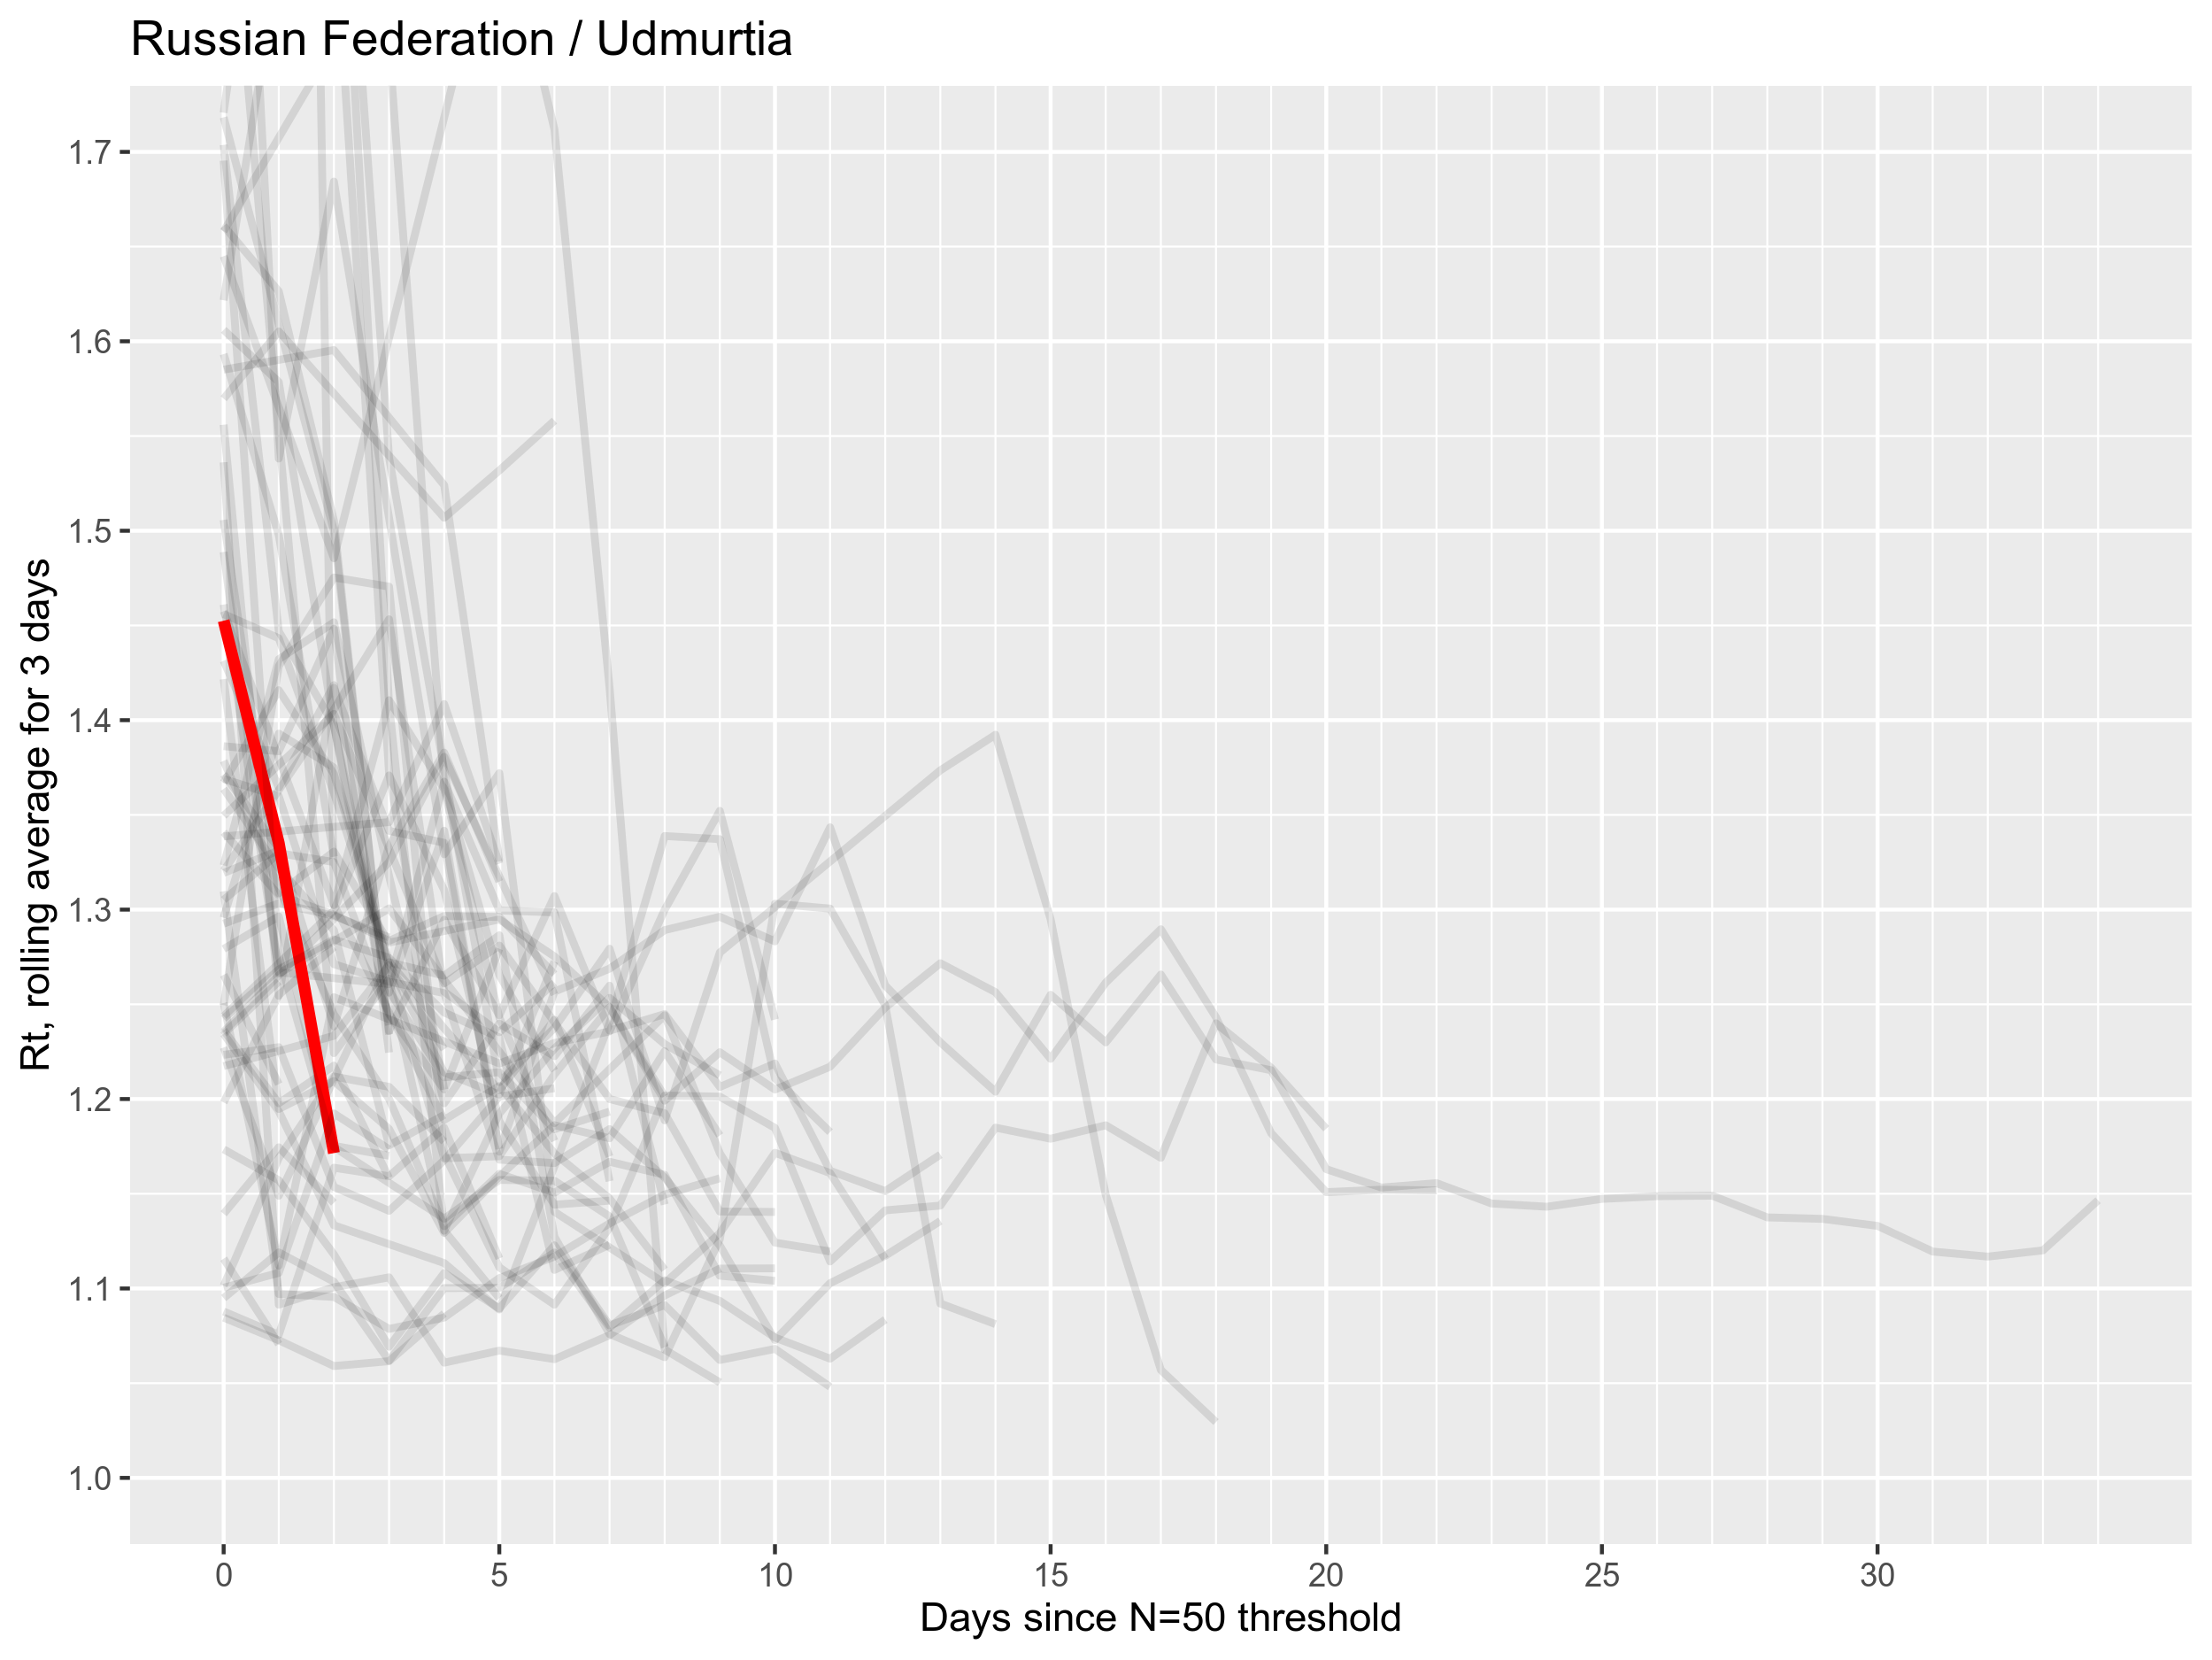 Russian Federation / Udmurtia
Rt, rolling average for 3 days
1.7
1.6
1.5
1.4
1.3
1.2
1.1
1.0
0 5 10 15 20 25 30
Days since N=50 threshold